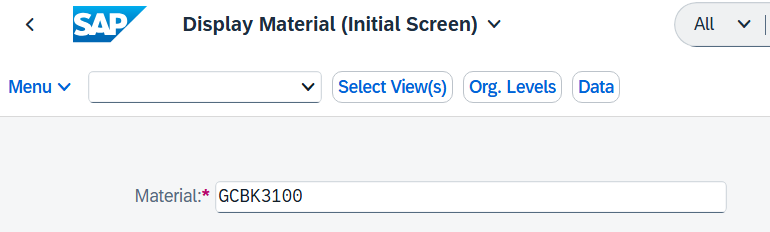 SAP Display Material (Initial Screen) All
Menu Select View(s) Org. Levels Data
Material:* GCBK3100